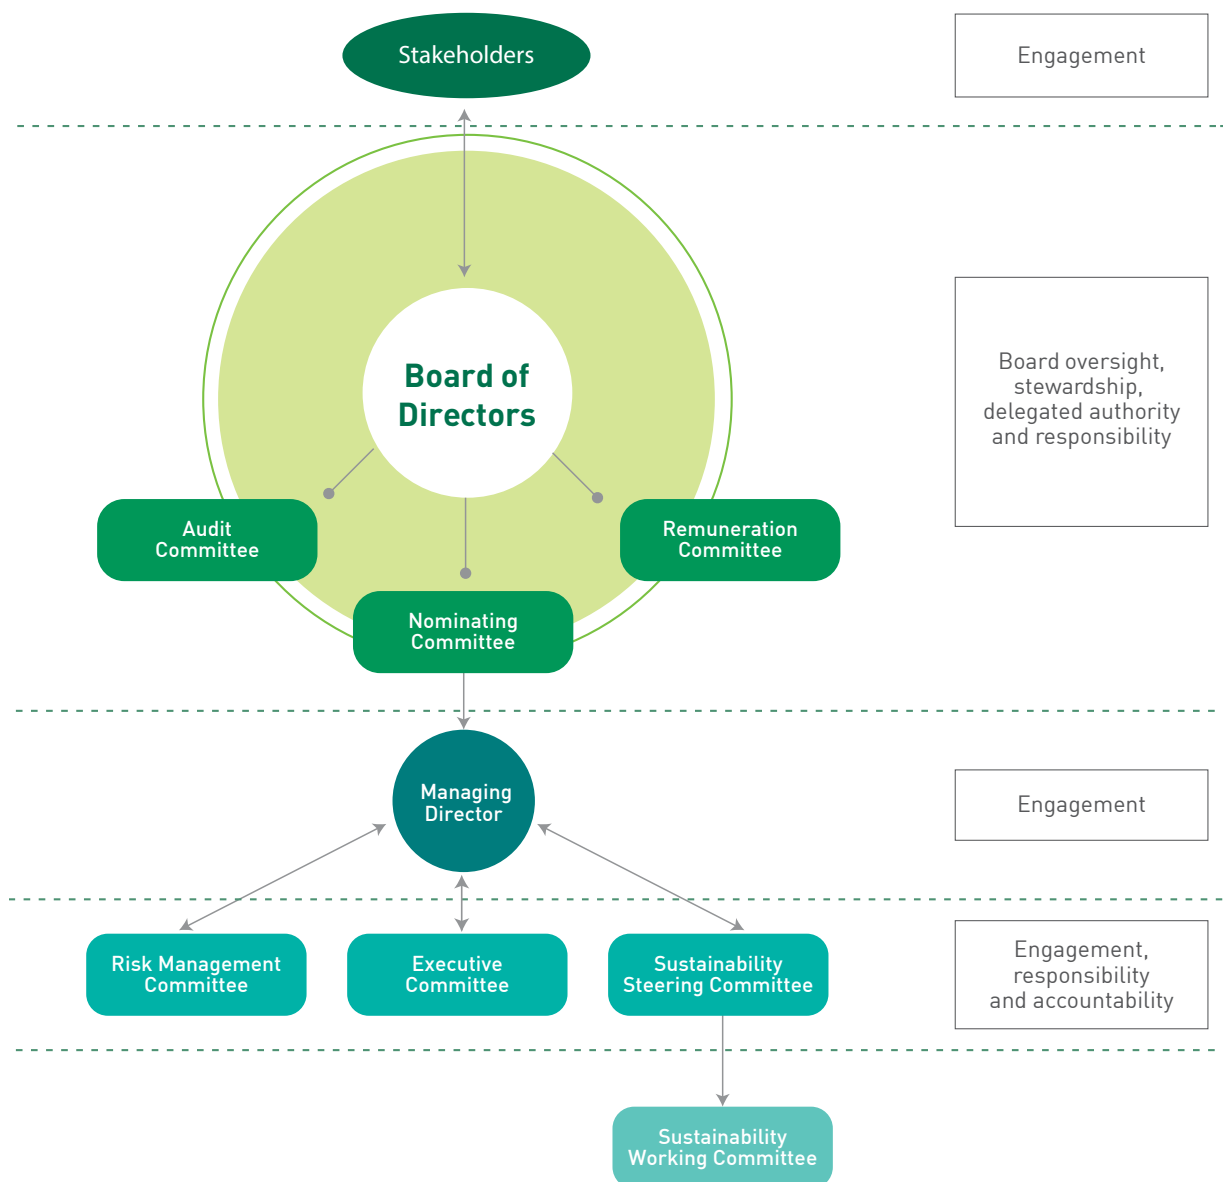 Stakeholders
Engagement
Board of
Directors
Board oversight,
stewardship,
delegated authority
and responsibility
Audit
Committee
Remuneration
Committee
Nominating
Committee
Managing
Director
Engagement
Risk Management
Committee
Executive
Committee
Sustainability
Steering Committee
Engagement,
responsibility
and accountability
Sustainability
Working Committee